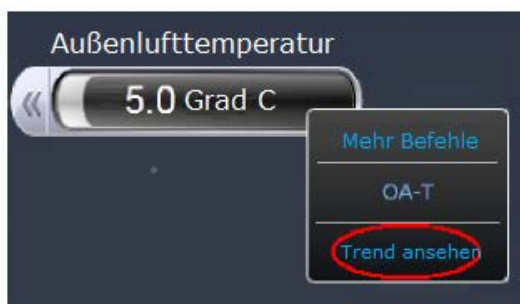 Außenlufttemperatur
5.0 Grad C
Mehr Befehle
OA-T
Trend ansehen